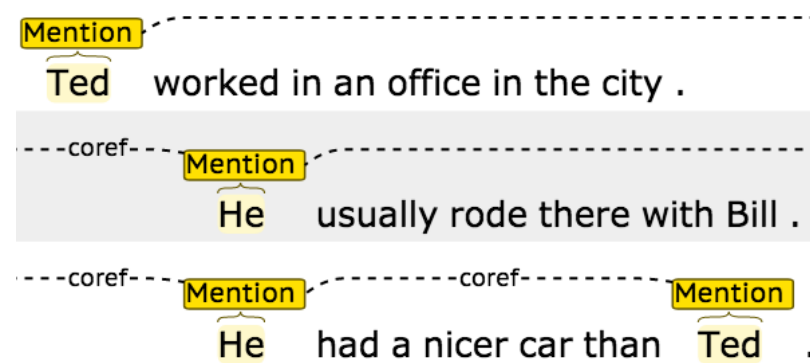 Mention
Ted worked in an office in the city .
coref Mention
He usually rode there with Bill .
coref Mention coref Mention
He had a nicer car than Ted .